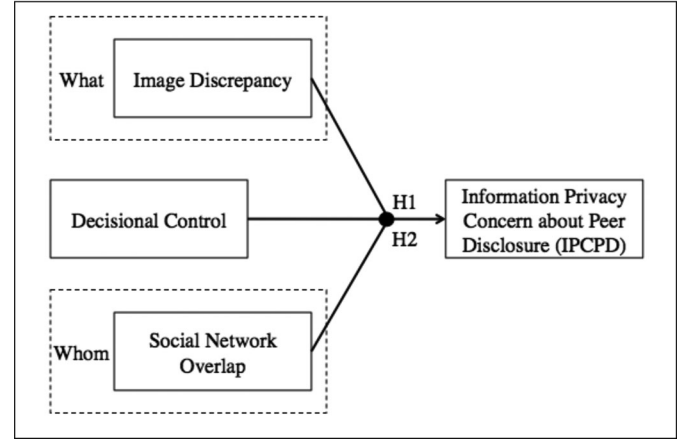 What
Image Discrepancy
Decisional Control
H1
H2
Information Privacy
Concern about Peer
Disclosure (IPCPD)
Whom
Social Network
Overlap